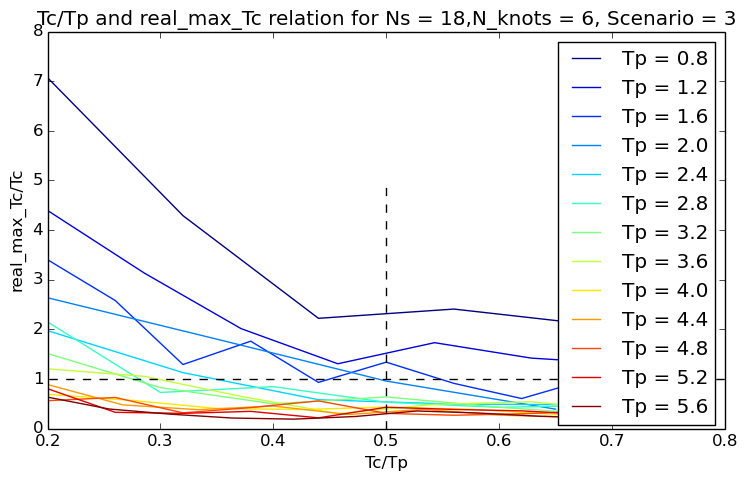 Tc/Tp and real_max_Tc relation for Ns = 18,N_knots = 6, Scenario = 3
8
7
6
5
4
3
2
1
0
real_max_Tc/Tc
0.2
0.3
0.4
0.5
0.6
0.7
0.8
Tc/Tp
Tp = 0.8
Tp = 1.2
Tp = 1.6
Tp = 2.0
Tp = 2.4
Tp = 2.8
Tp = 3.2
Tp = 3.6
Tp = 4.0
Tp = 4.4
Tp = 4.8
Tp = 5.2
Tp = 5.6